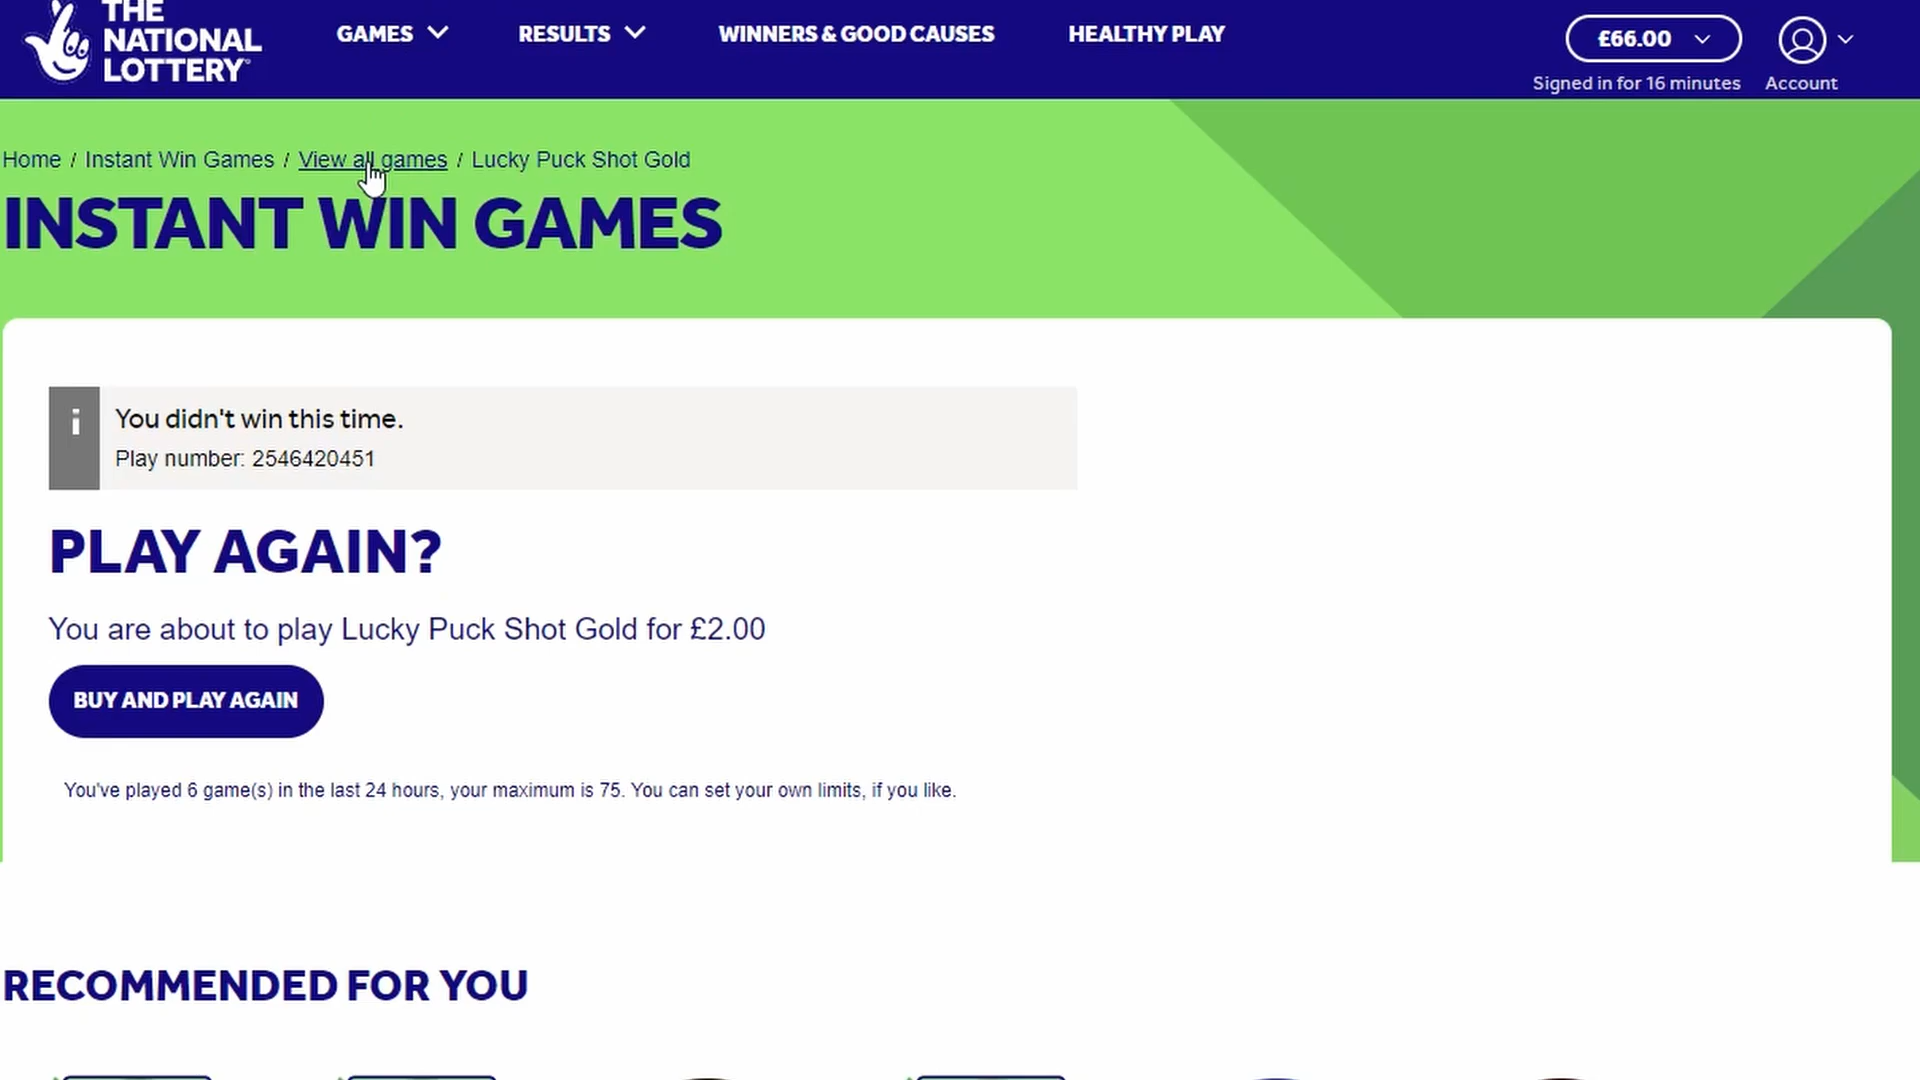 THE
NATIONAL
LOTTERY
GAMES
RESULTS
WINNERS & GOOD CAUSES
HEALTHY PLAY
£66.00
Signed in for 16 minutes
Account
Home / Instant Win Games / View all games / Lucky Puck Shot Gold
INSTANT WIN GAMES
i
You didn't win this time.
Play number: 2546420451
PLAY AGAIN?
You are about to play Lucky Puck Shot Gold for £2.00
BUY AND PLAY AGAIN
You've played 6 game(s) in the last 24 hours, your maximum is 75. You can set your own limits, if you like.
RECOMMENDED FOR YOU